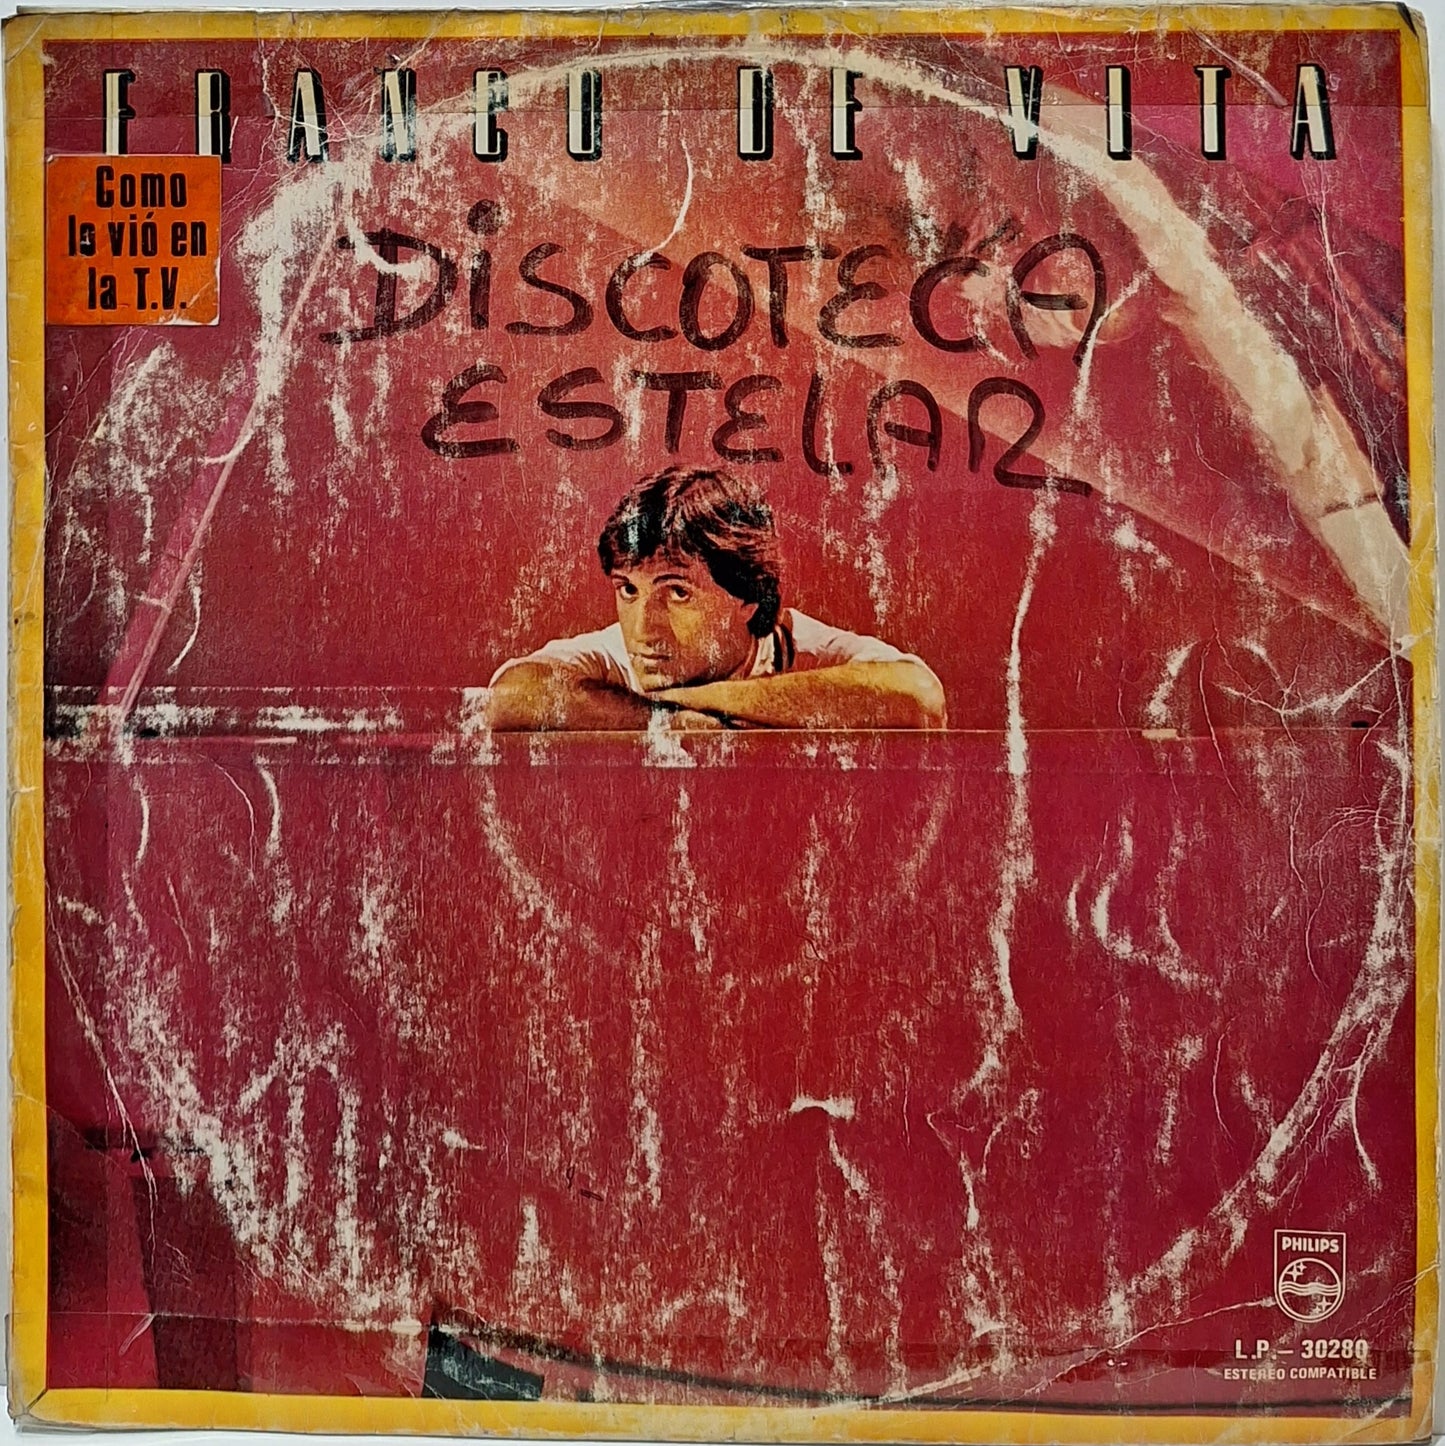 FRANCO DE VITA
Como
lo vió en
la T.V.
DiSCOTECA
ESTELAR
PHILIPS
L.P.– 30280
ESTEREO COMPATIBLE